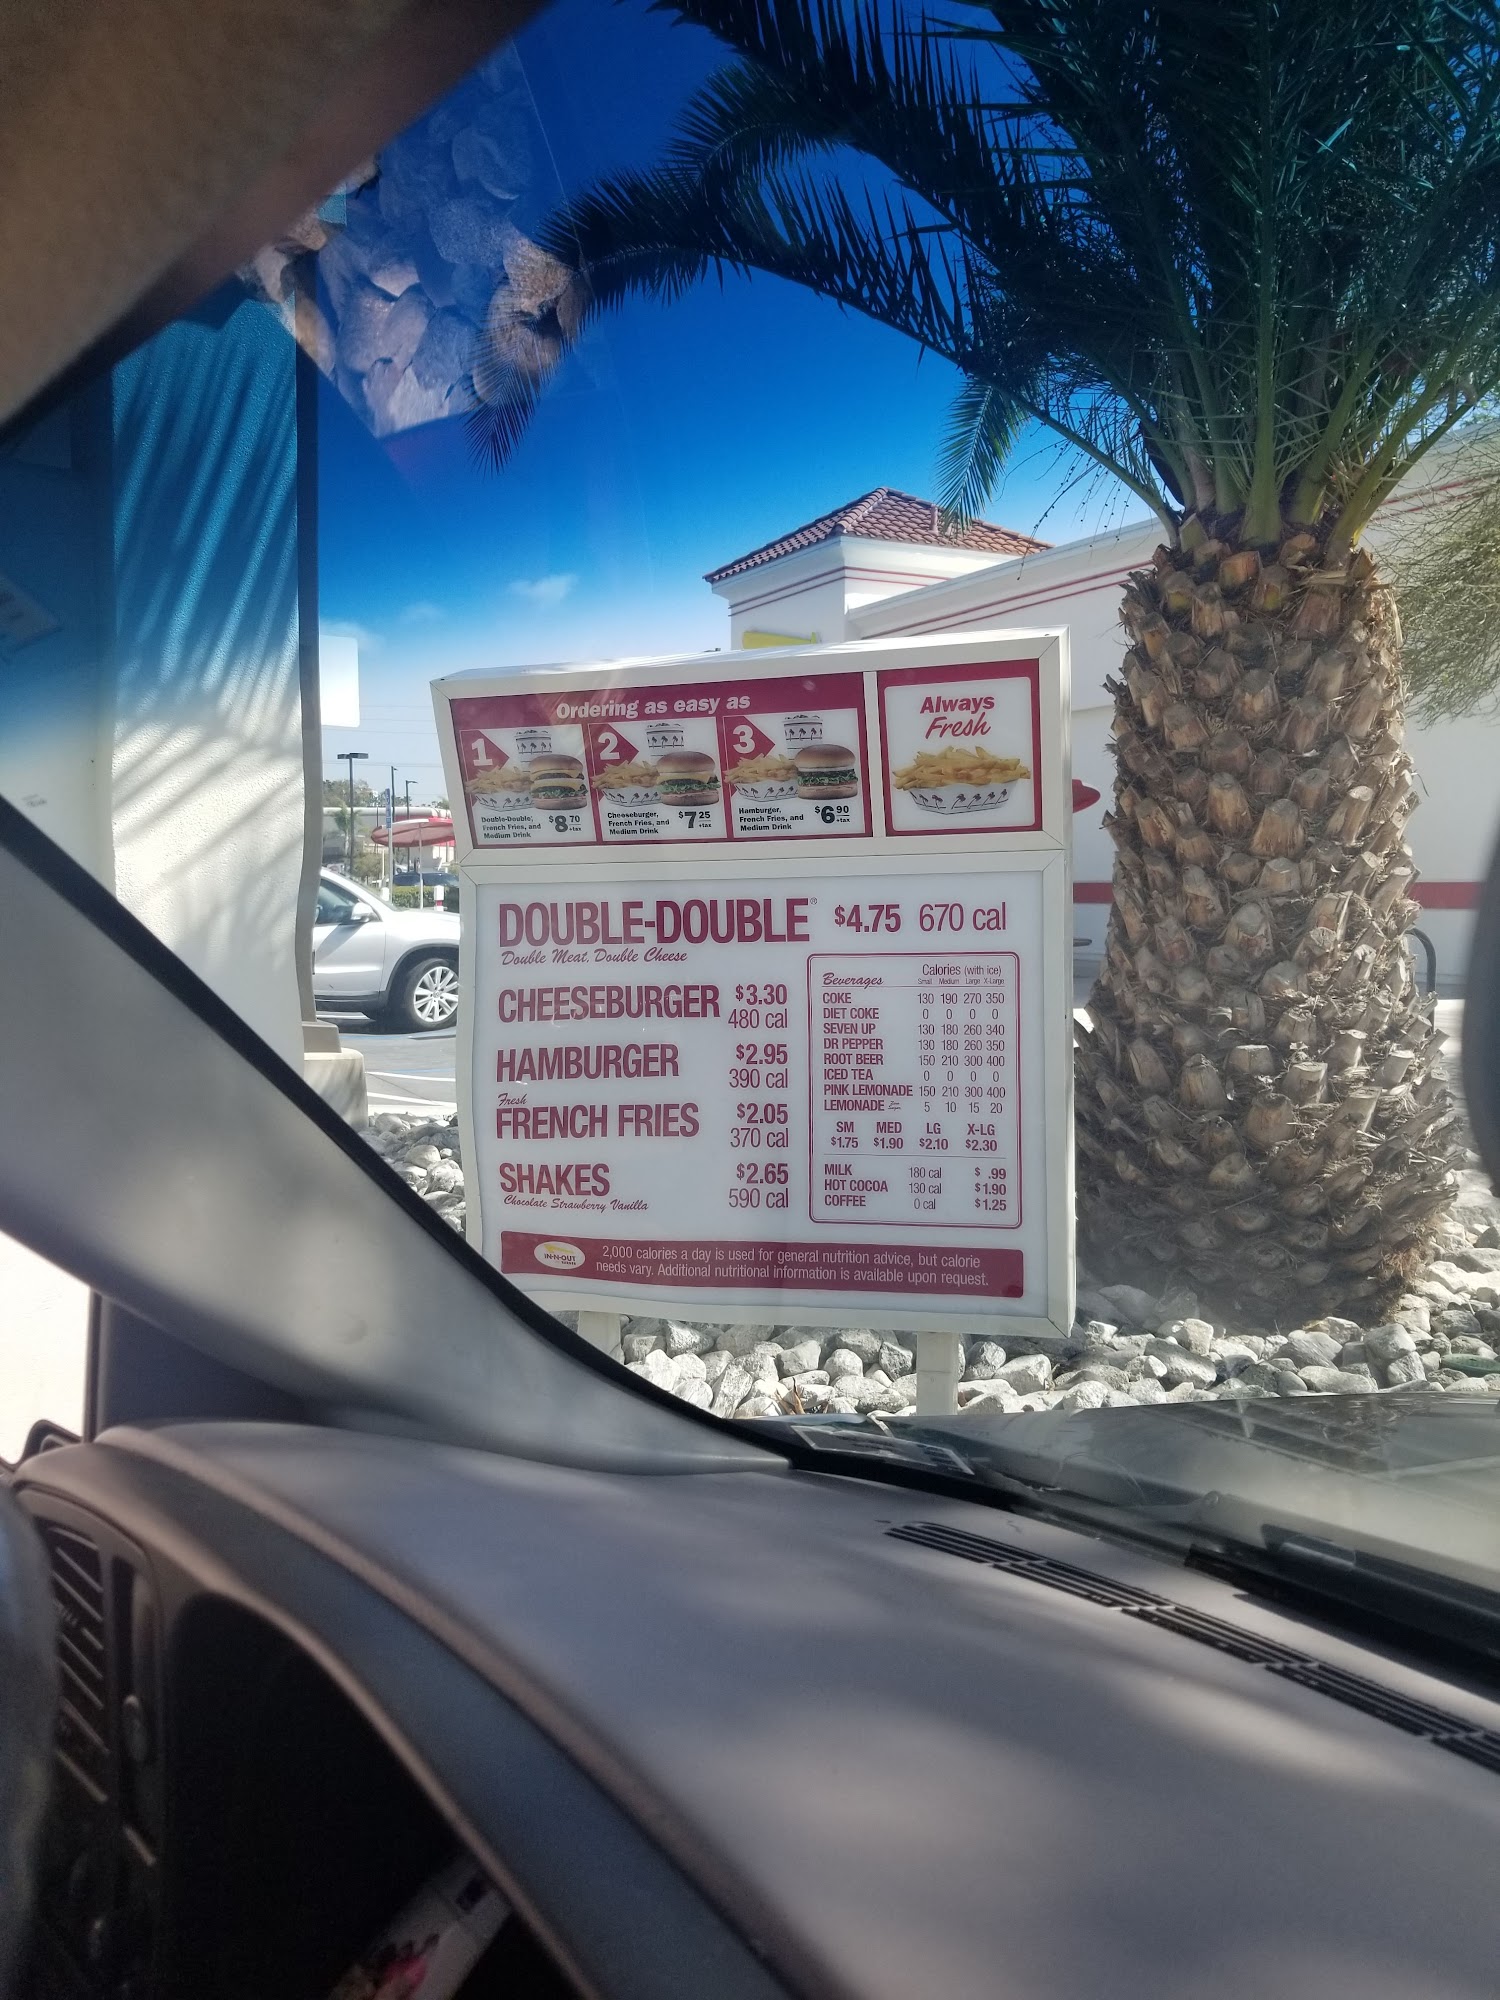 Ordering as easy as
1
Double-Double,
French Fries, and
Medium Drink
$8 70
+tax
2
Cheeseburger,
French Fries, and
Medium Drink
$7 25
+tax
3
Hamburger,
French Fries, and
Medium Drink
$6 90
+tax
Always
Fresh
DOUBLE-DOUBLE® $4.75 670 cal
Double Meat, Double Cheese
CHEESEBURGER $3.30
480 cal
HAMBURGER $2.95
390 cal
Fresh
FRENCH FRIES $2.05
370 cal
SHAKES $2.65
590 cal
Chocolate Strawberry Vanilla
Beverages Calories (with ice)
Small Medium Large X-Large
COKE 130 190 270 350
DIET COKE 0 0 0 0
SEVEN UP 130 180 260 340
DR PEPPER 130 180 260 350
ROOT BEER 150 210 300 400
ICED TEA 0 0 0 0
PINK LEMONADE 150 210 300 400
LEMONADE 5 10 15 20
SM MED LG X-LG
$1.75 $1.90 $2.10 $2.30
MILK 180 cal $ .99
HOT COCOA 130 cal $1.90
COFFEE 0 cal $1.25
IN-N-OUT
2,000 calories a day is used for general nutrition advice, but calorie
needs vary. Additional nutritional information is available upon request.